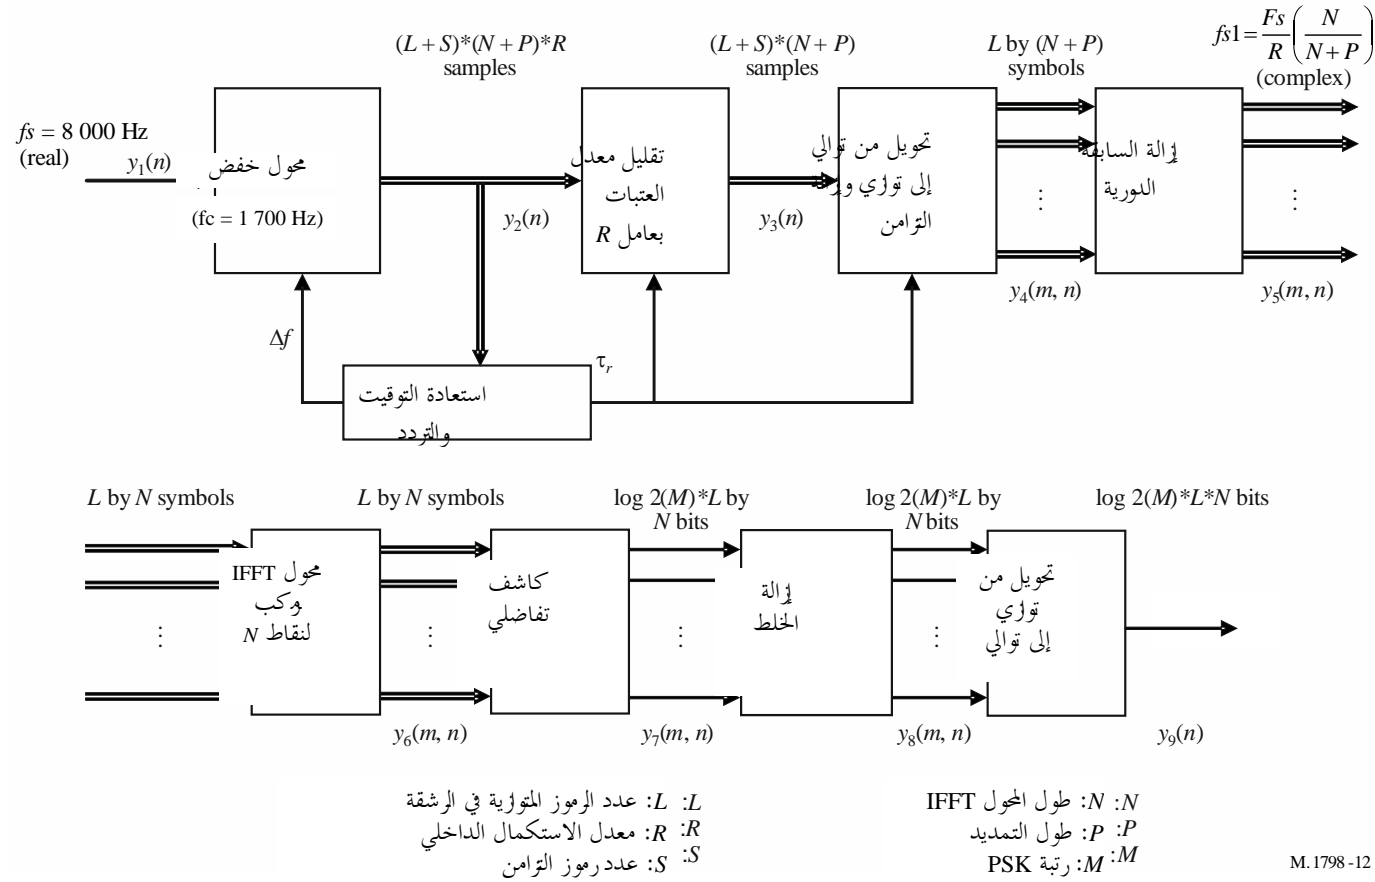 (L + S)*(N + P)*R
samples
(L + S)*(N + P)
samples
L by (N + P)
symbols
fs1 = Fs/R (N/(N + P))
(complex)
fs = 8 000 Hz
(real)
y1(n)
محول خفض
(fc = 1 700 Hz)
y2(n)
تقليل معدل
العتبات
بعامل R
y3(n)
تحويل من توالي
إلى توازي وإزالة
التزامن
y4(m, n)
إزالة السابقة
الدورية
y5(m, n)
Δf
τr
استعادة التوقيت
والتردد
L by N symbols
L by N symbols
log 2(M)*L by
N bits
log 2(M)*L by
N bits
log 2(M)*L*N bits
محول IFFT
مركب
لنقاط N
y6(m, n)
كاشف
تفاضلي
y7(m, n)
إزالة
الخلط
y8(m, n)
تحويل من
توازي
إلى توالي
y9(n)
N: N: طول المحول IFFT
P: P: طول التمديد
M: M: رتبة PSK
L: L: عدد الرموز المتوازية في الرشقة
R: R: معدل الاستكمال الداخلي
S: S: عدد رموز التزامن
M.1798-12